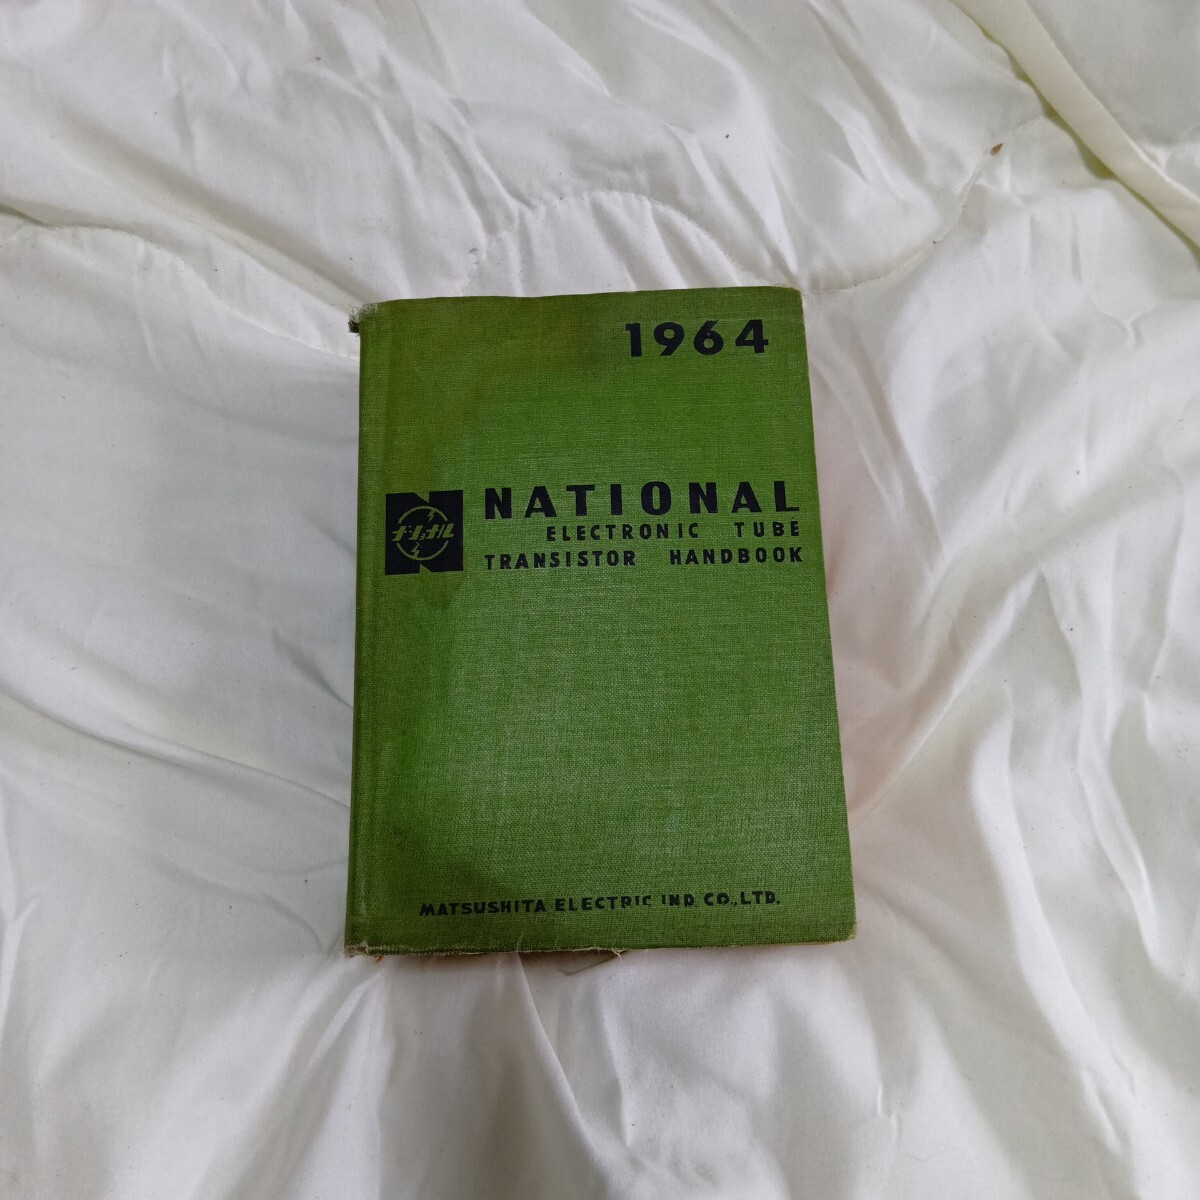 1964
ナショナル
NATIONAL
ELECTRONIC TUBE
TRANSISTOR HANDBOOK
MATSUSHITA ELECTRIC IND. CO., LTD.